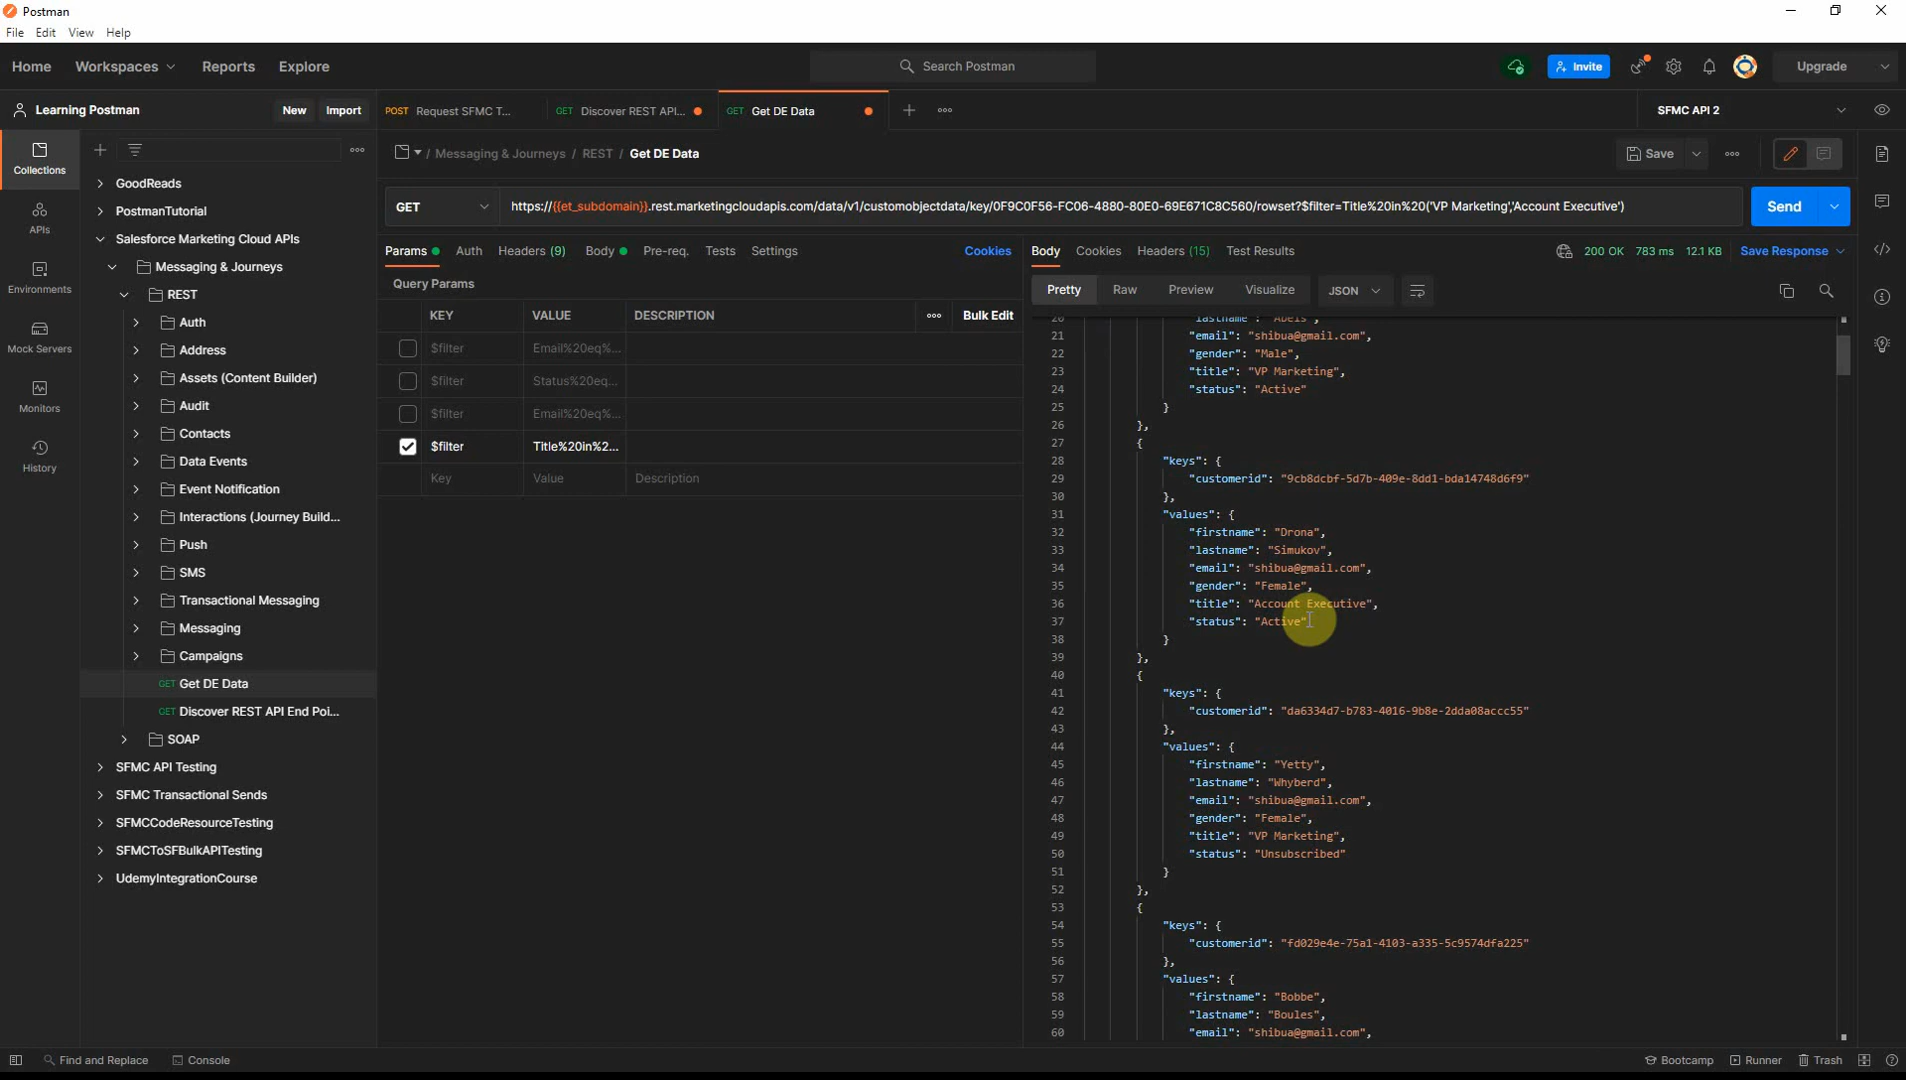 Postman
File Edit View Help
Home Workspaces Reports Explore
Search Postman
Invite
Upgrade
Learning Postman
New Import
POST Request SFMC T...
GET Discover REST API...
GET Get DE Data
SFMC API 2
/ Messaging & Journeys / REST / Get DE Data
Save
GET
https://{{et_subdomain}}.rest.marketingcloudapis.com/data/v1/customobjectdata/key/0F9C0F56-FC06-4880-80E0-69E671C8C560/rowset?$filter=Title%20in%20('VP Marketing','Account Executive')
Send
Collections
APIs
Environments
Mock Servers
Monitors
History
GoodReads
PostmanTutorial
Salesforce Marketing Cloud APIs
Messaging & Journeys
REST
Auth
Address
Assets (Content Builder)
Audit
Contacts
Data Events
Event Notification
Interactions (Journey Build...
Push
SMS
Transactional Messaging
Messaging
Campaigns
GET Get DE Data
GET Discover REST API End Poi...
SOAP
SFMC API Testing
SFMC Transactional Sends
SFMCCodeResourceTesting
SFMCToSFBulkAPITesting
UdemyIntegrationCourse
Params Auth Headers (9) Body Pre-req. Tests Settings Cookies
Query Params
KEY VALUE DESCRIPTION Bulk Edit
$filter Email%20eq%...
$filter Status%20eq...
$filter Email%20eq%...
$filter Title%20in%2...
Key Value Description
Body Cookies Headers (15) Test Results
200 OK 783 ms 12.1 KB Save Response
Pretty Raw Preview Visualize JSON
20 "lastname": "Abels",
21 "email": "shibua@gmail.com",
22 "gender": "Male",
23 "title": "VP Marketing",
24 "status": "Active"
25 }
26 },
27 {
28 "keys": {
29 "customerid": "9cb8dcbf-5d7b-409e-8dd1-bda14748d6f9"
30 },
31 "values": {
32 "firstname": "Drona",
33 "lastname": "Simukov",
34 "email": "shibua@gmail.com",
35 "gender": "Female",
36 "title": "Account Executive",
37 "status": "Active"
38 }
39 },
40 {
41 "keys": {
42 "customerid": "da6334d7-b783-4016-9b8e-2dda08accc55"
43 },
44 "values": {
45 "firstname": "Yetty",
46 "lastname": "Whyberd",
47 "email": "shibua@gmail.com",
48 "gender": "Female",
49 "title": "VP Marketing",
50 "status": "Unsubscribed"
51 }
52 },
53 {
54 "keys": {
55 "customerid": "fd029e4e-75a1-4103-a335-5c9574dfa225"
56 },
57 "values": {
58 "firstname": "Bobbe",
59 "lastname": "Boules",
60 "email": "shibua@gmail.com",
Find and Replace Console
Bootcamp Runner Trash